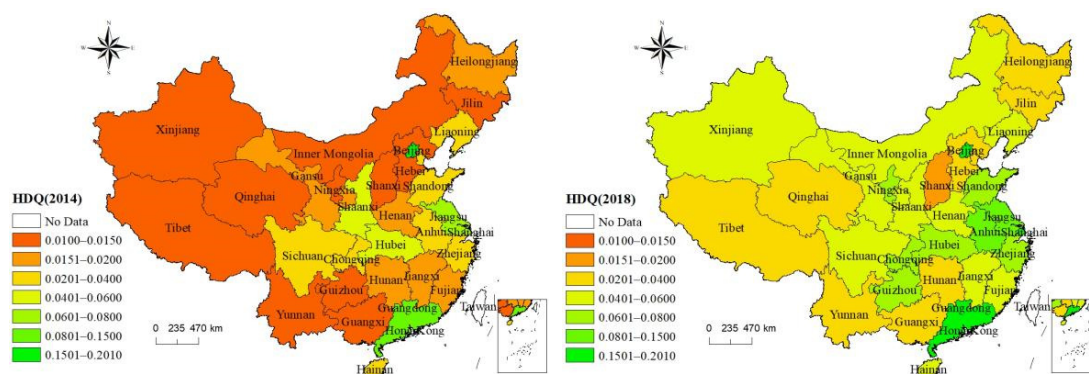 N
W
E
S
Heilongjiang
Jilin
Liaoning
Xinjiang
Inner Mongolia
Beijing
Hebei
Gansu
Ningxia
Shanxi
Shandong
Qinghai
Shaanxi
Henan
Jiangsu
Tibet
Anhui
Shanghai
Hubei
Zhejiang
Sichuan
Chongqing
Hunan
Jiangxi
Guizhou
Fujian
Yunnan
Guangxi
Guangdong
Taiwan
Hong Kong
Hainan
HDQ(2014)
No Data
0.0100–0.0150
0.0151–0.0200
0.0201–0.0400
0.0401–0.0600
0.0601–0.0800
0.0801–0.1500
0.1501–0.2010
0 235 470 km
N
W
E
S
Heilongjiang
Jilin
Liaoning
Xinjiang
Inner Mongolia
Beijing
Hebei
Gansu
Ningxia
Shanxi
Shandong
Qinghai
Shaanxi
Henan
Jiangsu
Tibet
Anhui
Shanghai
Hubei
Zhejiang
Sichuan
Chongqing
Hunan
Jiangxi
Guizhou
Fujian
Yunnan
Guangxi
Guangdong
Taiwan
Hong Kong
Hainan
HDQ(2018)
No Data
0.0100–0.0150
0.0151–0.0200
0.0201–0.0400
0.0401–0.0600
0.0601–0.0800
0.0801–0.1500
0.1501–0.2010
0 235 470 km